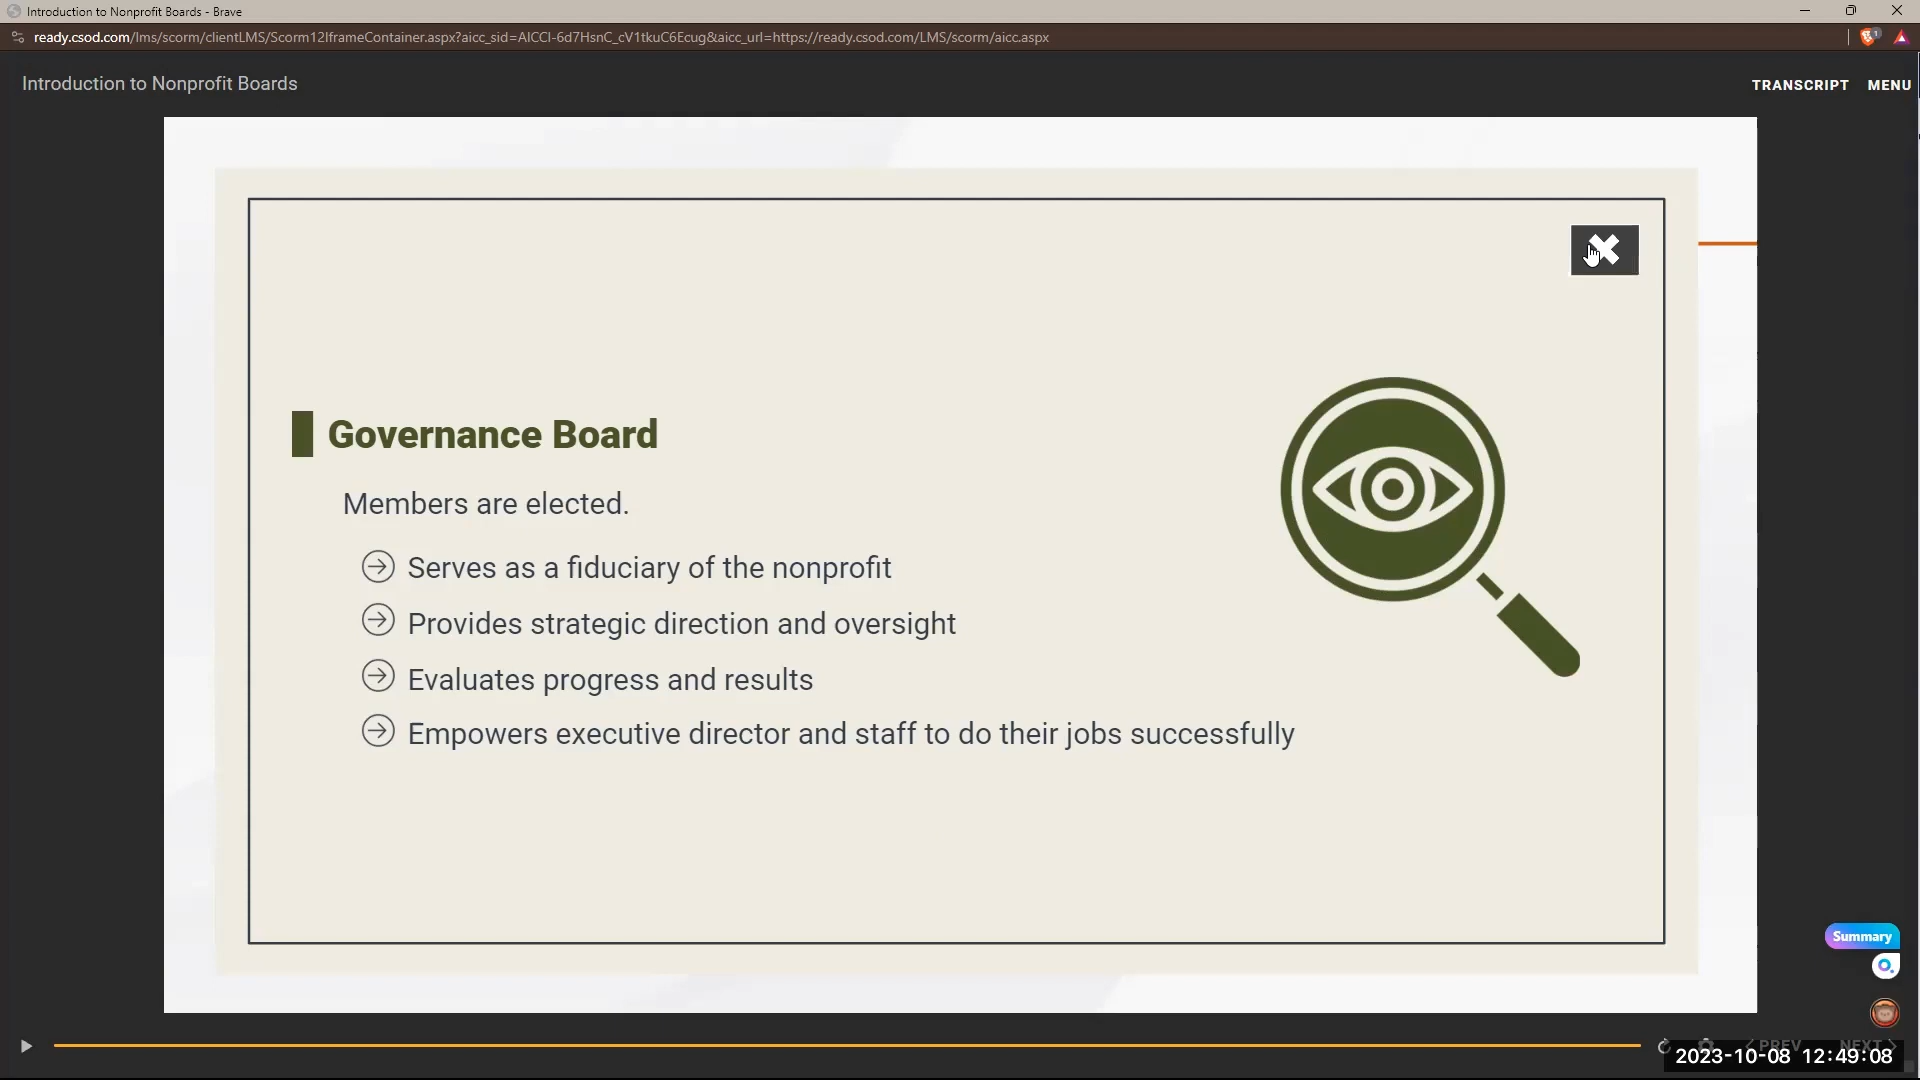 Introduction to Nonprofit Boards - Brave
ready.csod.com/lms/scorm/clientLMS/Scorm12IframeContainer.aspx?aicc_sid=AICCI-6d7HsnC_cV1tkuC6Ecug&aicc_url=https://ready.csod.com/LMS/scorm/aicc.aspx
1
Introduction to Nonprofit Boards
TRANSCRIPT MENU
Governance Board
Members are elected.
Serves as a fiduciary of the nonprofit
Provides strategic direction and oversight
Evaluates progress and results
Empowers executive director and staff to do their jobs successfully
Summary
PREV NEXT
2023-10-08 12:49:08